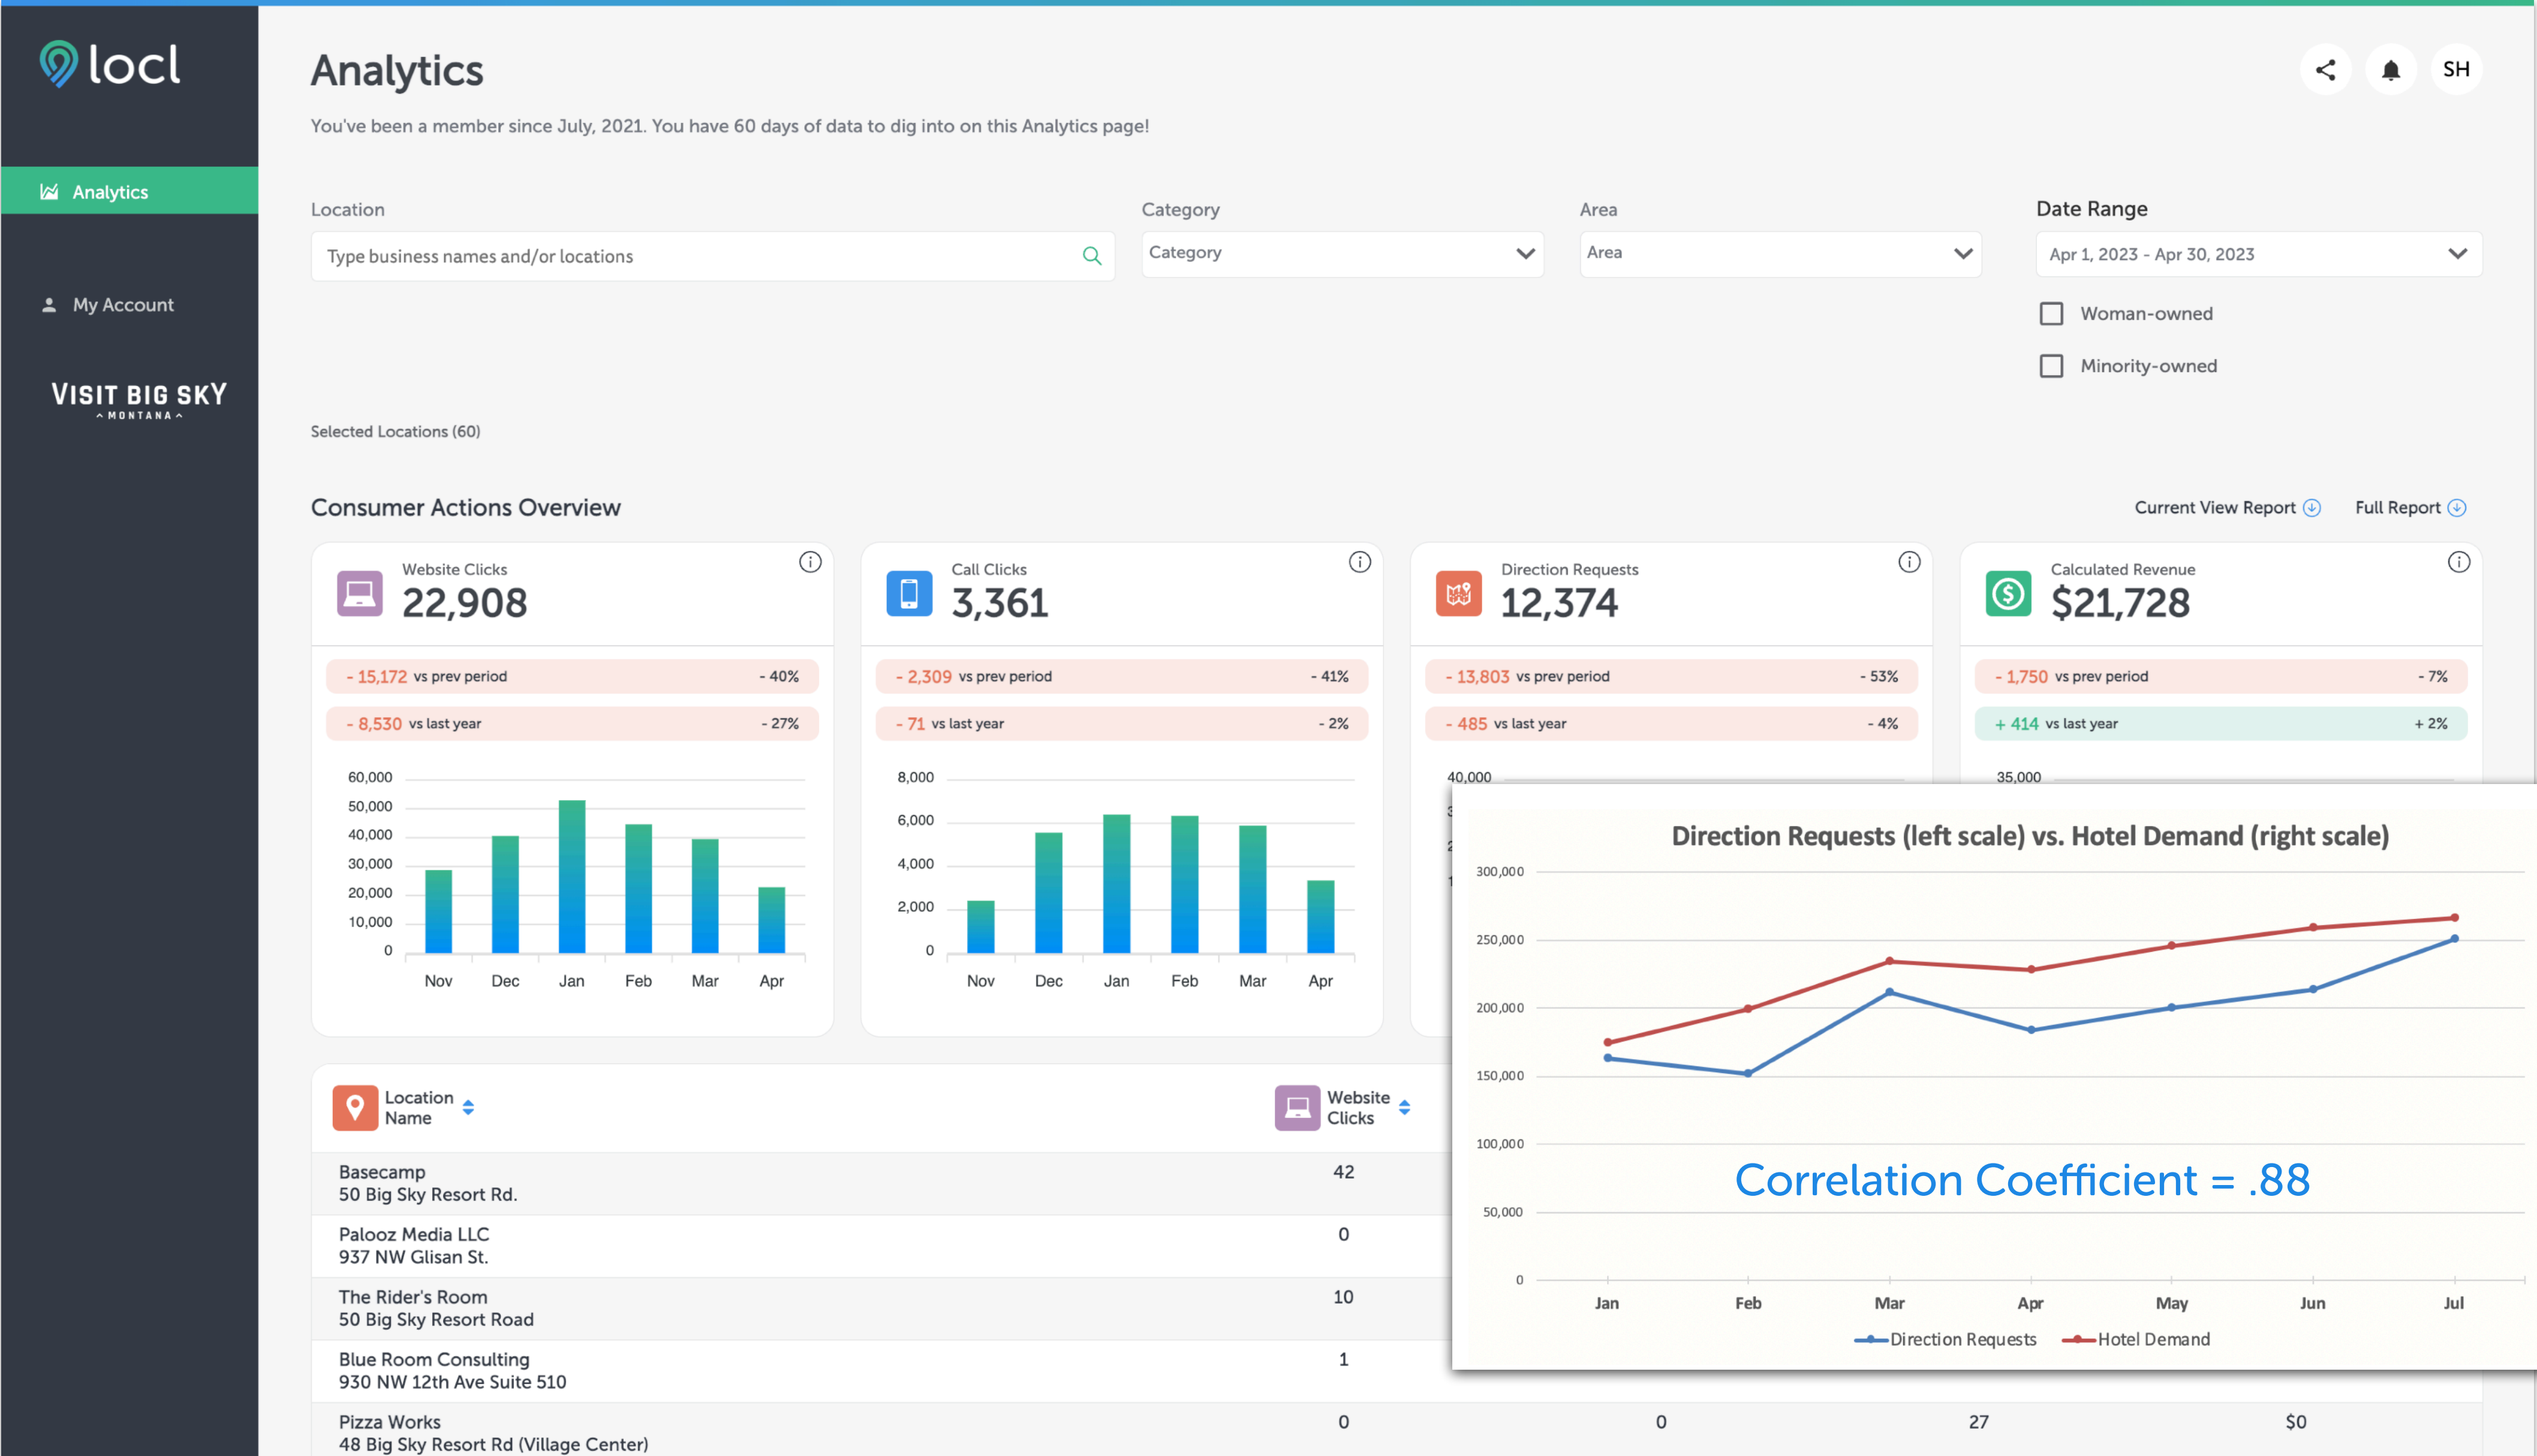 locl
Analytics
My Account
VISIT BIG SKY
MONTANA
Analytics
SH
You've been a member since July, 2021. You have 60 days of data to dig into on this Analytics page!
Location
Category
Area
Date Range
Type business names and/or locations
Category
Area
Apr 1, 2023 - Apr 30, 2023
Woman-owned
Minority-owned
Selected Locations (60)
Consumer Actions Overview
Current View Report
Full Report
Website Clicks
22,908
- 15,172 vs prev period - 40%
- 8,530 vs last year - 27%
60,000
50,000
40,000
30,000
20,000
10,000
0
Nov Dec Jan Feb Mar Apr
Call Clicks
3,361
- 2,309 vs prev period - 41%
- 71 vs last year - 2%
8,000
6,000
4,000
2,000
0
Nov Dec Jan Feb Mar Apr
Direction Requests
12,374
- 13,803 vs prev period - 53%
- 485 vs last year - 4%
40,000
Calculated Revenue
$21,728
- 1,750 vs prev period - 7%
+ 414 vs last year + 2%
35,000
Direction Requests (left scale) vs. Hotel Demand (right scale)
300,000
250,000
200,000
150,000
100,000
50,000
0
Correlation Coefficient = .88
Jan Feb Mar Apr May Jun Jul
Direction Requests Hotel Demand
Location
Name
Website
Clicks
Basecamp
50 Big Sky Resort Rd.
42
Palooz Media LLC
937 NW Glisan St.
0
The Rider's Room
50 Big Sky Resort Road
10
Blue Room Consulting
930 NW 12th Ave Suite 510
1
Pizza Works
48 Big Sky Resort Rd (Village Center)
0 0 27 $0